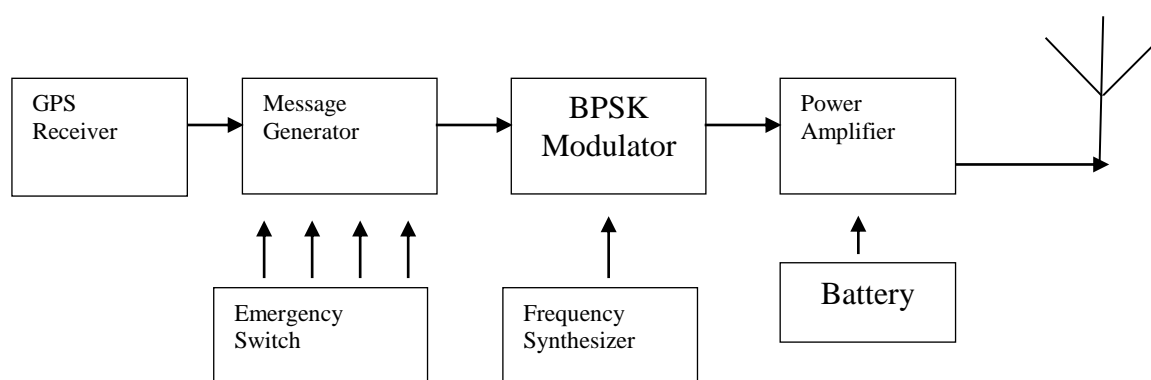 GPS
Receiver
Message
Generator
BPSK
Modulator
Power
Amplifier
Emergency
Switch
Frequency
Synthesizer
Battery